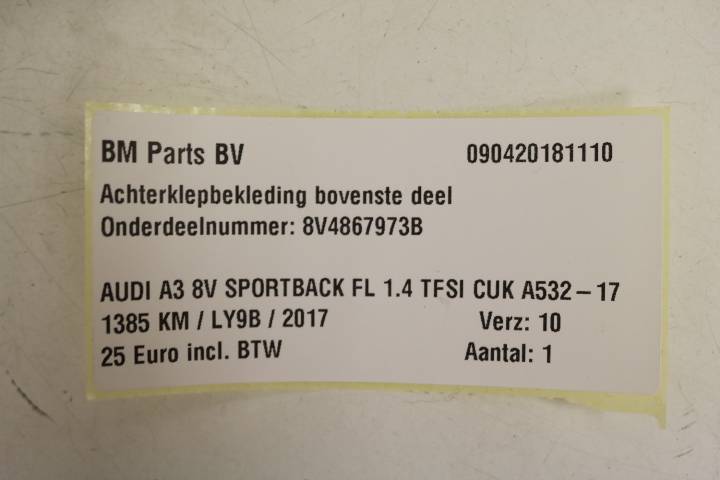 BM Parts BV 090420181110
Achterklepbekleding bovenste deel
Onderdeelnummer: 8V4867973B
AUDI A3 8V SPORTBACK FL 1.4 TFSI CUK A532-17
1385 KM / LY9B / 2017 Verz: 10
25 Euro incl. BTW Aantal: 1